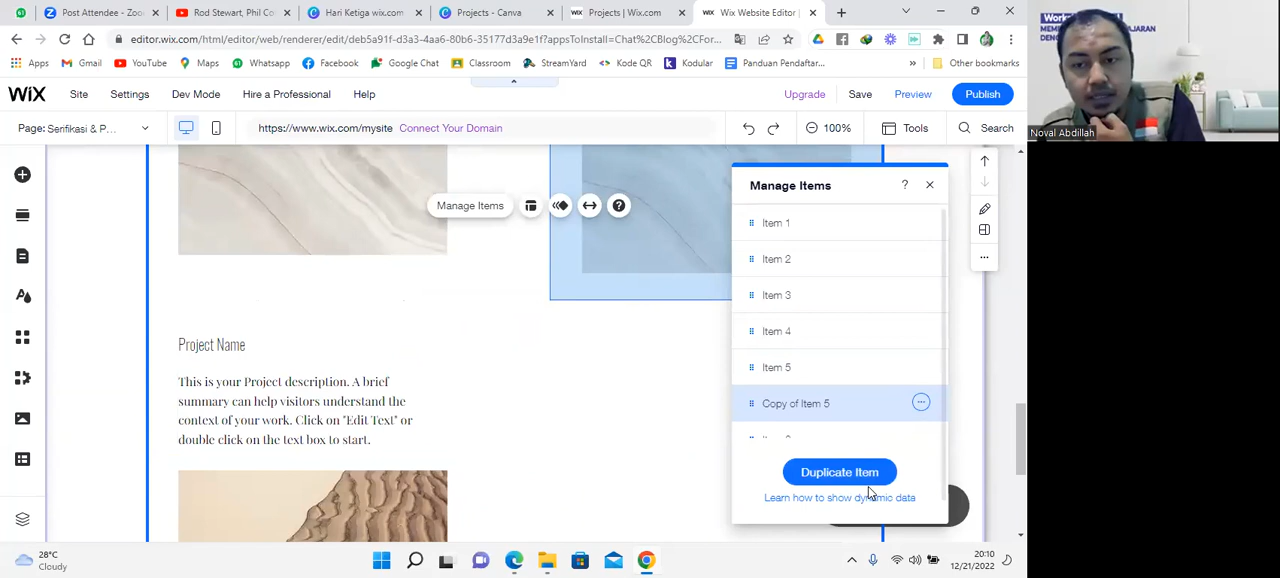 Post Attendee - Zoo
Rod Stewart, Phil Co
Hari Ketiga wix.com
Projects - Canva
Projects | Wix.com
Wix Website Editor |
editor.wix.com/html/editor/web/renderer/edi
appsToInstall=Chat%2CBlog%2CFor...
Apps
Gmail
YouTube
Maps
Whatsapp
Facebook
Google Chat
Classroom
StreamYard
Kode QR
Kodular
Panduan Pendaftar...
Other bookmarks
WiX
Site
Settings
Dev Mode
Hire a Professional
Help
Upgrade
Save
Preview
Publish
Page: Serifikasi & P...
https://www.wix.com/mysite Connect Your Domain
100%
Tools
Search
Manage Items
Manage Items
?
Item 1
Item 2
Item 3
Item 4
Item 5
Copy of Item 5
Duplicate Item
Learn how to show dynamic data
Project Name
This is your Project description. A brief
summary can help visitors understand the
context of your work. Click on "Edit Text" or
double click on the text box to start.
28°C
Cloudy
20:10
12/21/2022
Noval Abdillah